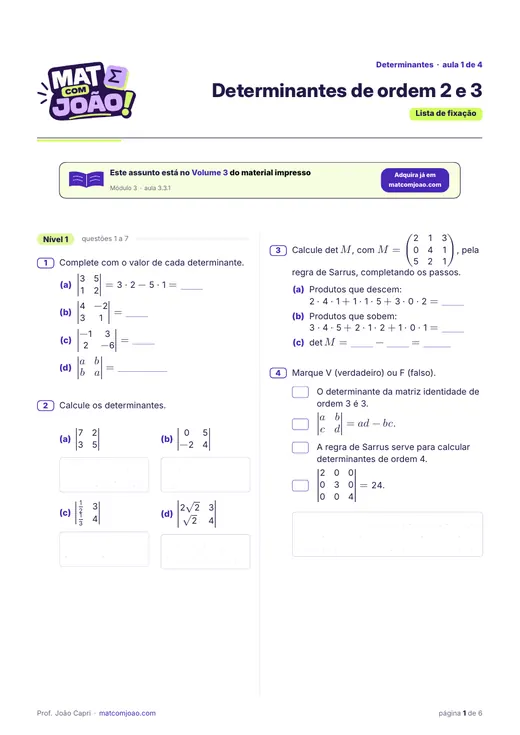 MAT
COM
JOÃO!
Determinantes · aula 1 de 4
Determinantes de ordem 2 e 3
Lista de fixação
Este assunto está no Volume 3 do material impresso
Módulo 3 · aula 3.3.1
Adquira já em
matcomjoao.com
Nível 1 questões 1 a 7
1 Complete com o valor de cada determinante.
(a) |3 5; 1 2| = 3 · 2 − 5 · 1 = ____
(b) |4 −2; 3 1| = ____
(c) |−1 3; 2 −6| = ____
(d) |a b; b a| = ____
2 Calcule os determinantes.
(a) |7 2; 3 5| (b) |0 5; −2 4|
(c) |1/2 3; 1/3 4| (d) |2√2 3; √2 4|
3 Calcule det M, com M = (2 1 3; 0 4 1; 5 2 1), pela
regra de Sarrus, completando os passos.
(a) Produtos que descem:
2 · 4 · 1 + 1 · 1 · 5 + 3 · 0 · 2 = ____
(b) Produtos que sobem:
3 · 4 · 5 + 2 · 1 · 2 + 1 · 0 · 1 = ____
(c) det M = ____ − ____ = ____
4 Marque V (verdadeiro) ou F (falso).
O determinante da matriz identidade de
ordem 3 é 3.
|a b; c d| = ad − bc.
A regra de Sarrus serve para calcular
determinantes de ordem 4.
|2 0 0; 0 3 0; 0 0 4| = 24.
Prof. João Capri · matcomjoao.com
página 1 de 6